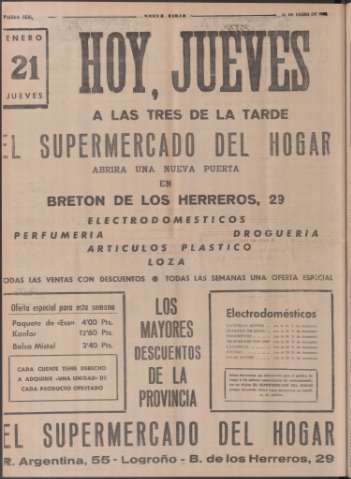 NUEVA RIOJA
ENERO
21
JUEVES
HOY, JUEVES
A LAS TRES DE LA TARDE
EL SUPERMERCADO DEL HOGAR
ABRIRA UNA NUEVA PUERTA
EN
BRETON DE LOS HERREROS, 29
ELECTRODOMESTICOS
PERFUMERIA DROGUERIA
ARTICULOS PLASTICO
LOZA
TODAS LAS VENTAS CON DESCUENTOS ● TODAS LAS SEMANAS UNA OFERTA ESPECIAL
Oferta especial para esta semana
Paquete de «Ese» 4'00 Pts.
Kanfor 12'60 Pts.
Bolsa Mistol 2'40 Pts.
CADA CLIENTE TIENE DERECHO
A ADQUIRIR «UNA UNIDAD» DE
CADA PRODUCTO OFERTADO
LOS
MAYORES
DESCUENTOS
DE LA
PROVINCIA
Electrodomésticos
EL SUPERMERCADO DEL HOGAR
R. Argentina, 55 - Logroño - B. de los Herreros, 29